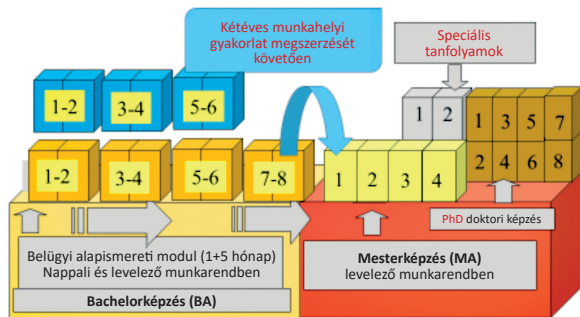 Kétéves munkahelyi
gyakorlat megszerzését
követően
Speciális
tanfolyamok
1-2
3-4
5-6
1 2
1 3 5 7
2 4 6 8
1-2
3-4
5-6
7-8
1 2 3 4
PhD doktori képzés
Belügyi alapismereti modul (1+5 hónap)
Nappali és levelező munkarendben
Bachelorképzés (BA)
Mesterképzés (MA)
levelező munkarendben